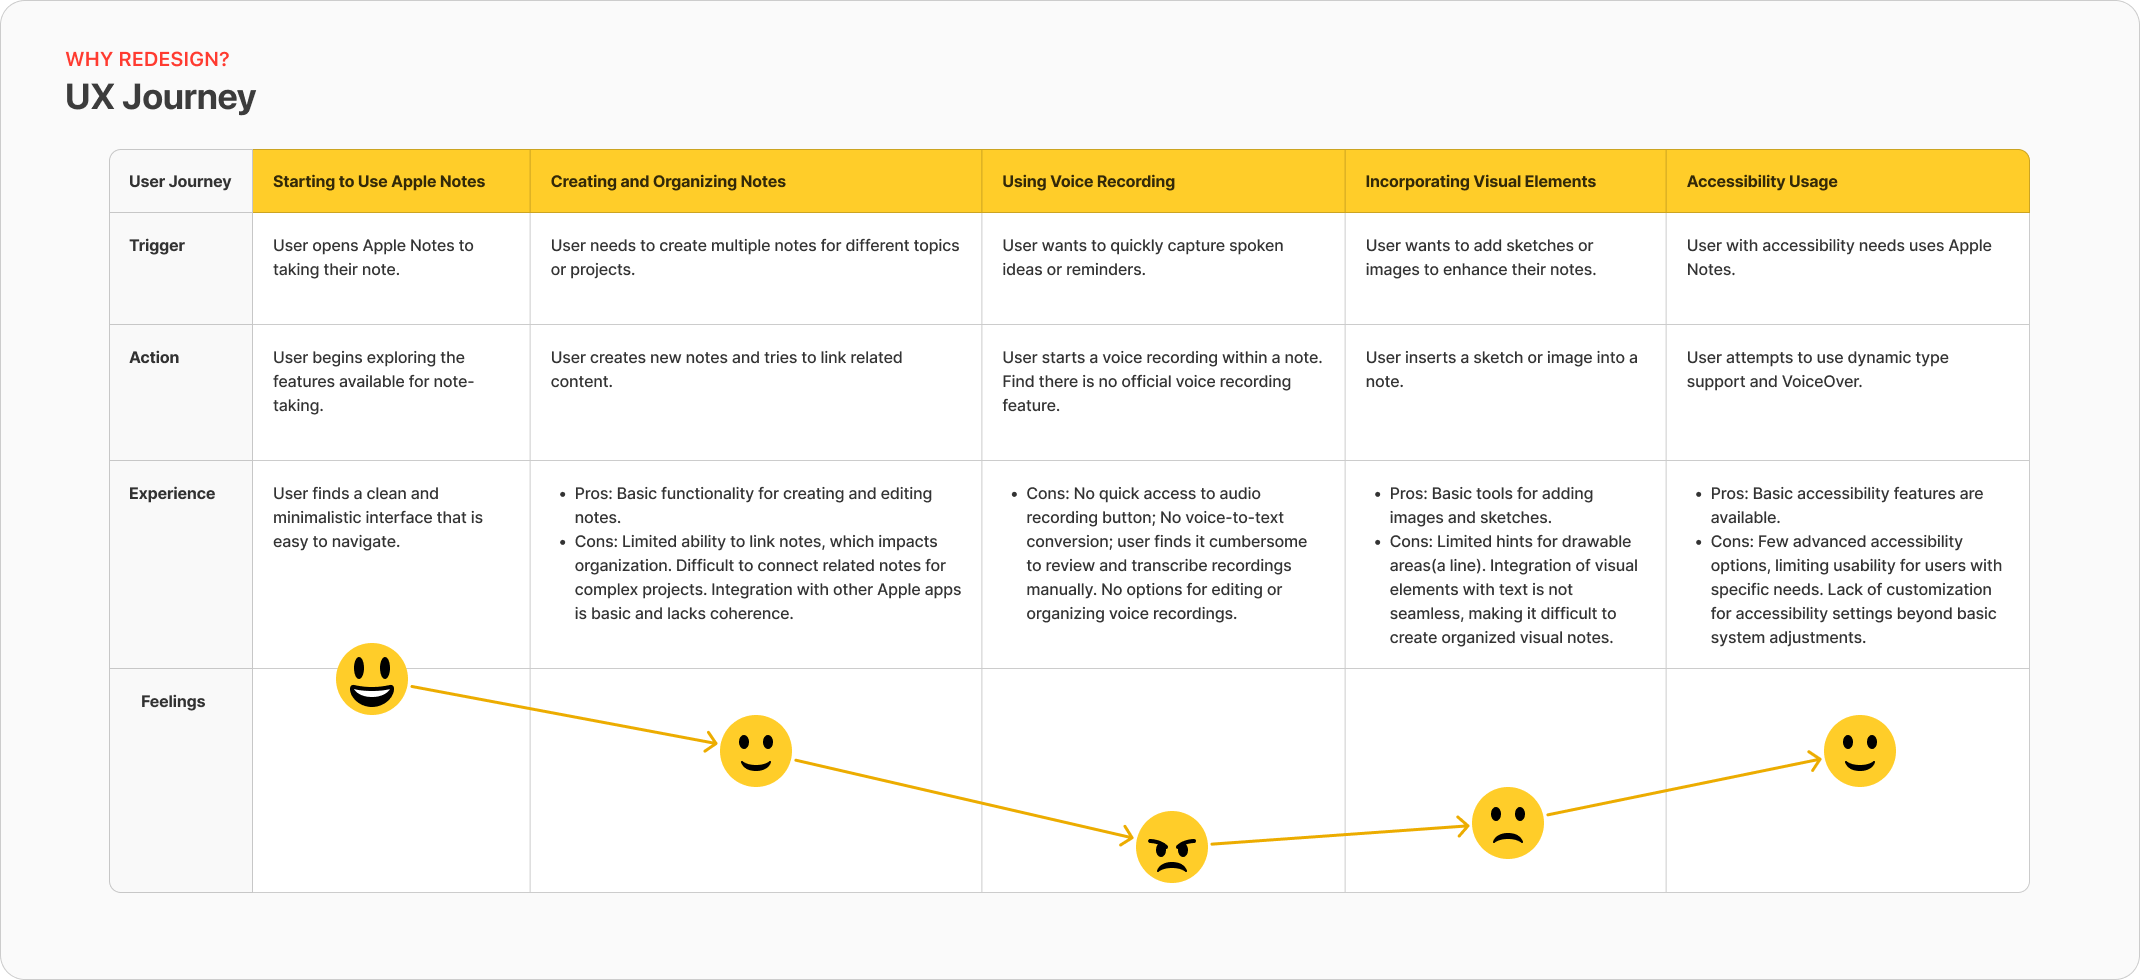 WHY REDESIGN?
UX Journey
User Journey
Starting to Use Apple Notes
Creating and Organizing Notes
Using Voice Recording
Incorporating Visual Elements
Accessibility Usage
Trigger
User opens Apple Notes to
taking their note.
User needs to create multiple notes for different topics
or projects.
User wants to quickly capture spoken
ideas or reminders.
User wants to add sketches or
images to enhance their notes.
User with accessibility needs uses Apple
Notes.
Action
User begins exploring the
features available for note-
taking.
User creates new notes and tries to link related
content.
User starts a voice recording within a note.
Find there is no official voice recording
feature.
User inserts a sketch or image into a
note.
User attempts to use dynamic type
support and VoiceOver.
Experience
User finds a clean and
minimalistic interface that is
easy to navigate.
• Pros: Basic functionality for creating and editing
notes.
• Cons: Limited ability to link notes, which impacts
organization. Difficult to connect related notes for
complex projects. Integration with other Apple apps
is basic and lacks coherence.
• Cons: No quick access to audio
recording button; No voice-to-text
conversion; user finds it cumbersome
to review and transcribe recordings
manually. No options for editing or
organizing voice recordings.
• Pros: Basic tools for adding
images and sketches.
• Cons: Limited hints for drawable
areas(a line). Integration of visual
elements with text is not
seamless, making it difficult to
create organized visual notes.
• Pros: Basic accessibility features are
available.
• Cons: Few advanced accessibility
options, limiting usability for users with
specific needs. Lack of customization
for accessibility settings beyond basic
system adjustments.
Feelings